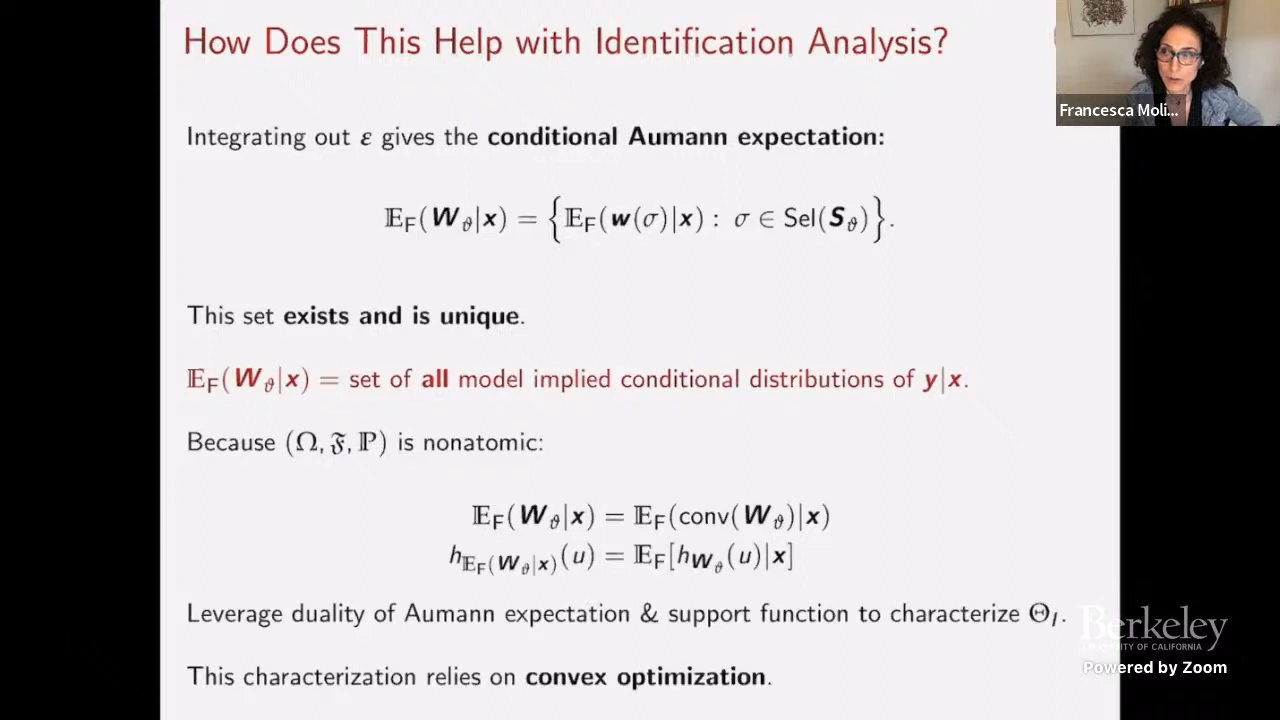 How Does This Help with Identification Analysis?
Francesca Moli...
Integrating out ε gives the conditional Aumann expectation:
𝔼_F(W_ϑ|x) = {𝔼_F(w(σ)|x) : σ ∈ Sel(S_ϑ)}.
This set exists and is unique.
𝔼_F(W_ϑ|x) = set of all model implied conditional distributions of y|x.
Because (Ω, 𝔉, ℙ) is nonatomic:
𝔼_F(W_ϑ|x) = 𝔼_F(conv(W_ϑ)|x)
h_{𝔼_F(W_ϑ|x)}(u) = 𝔼_F[h_{W_ϑ}(u)|x]
Leverage duality of Aumann expectation & support function to characterize Θ_I.
This characterization relies on convex optimization.
Berkeley
UNIVERSITY OF CALIFORNIA
Powered by Zoom